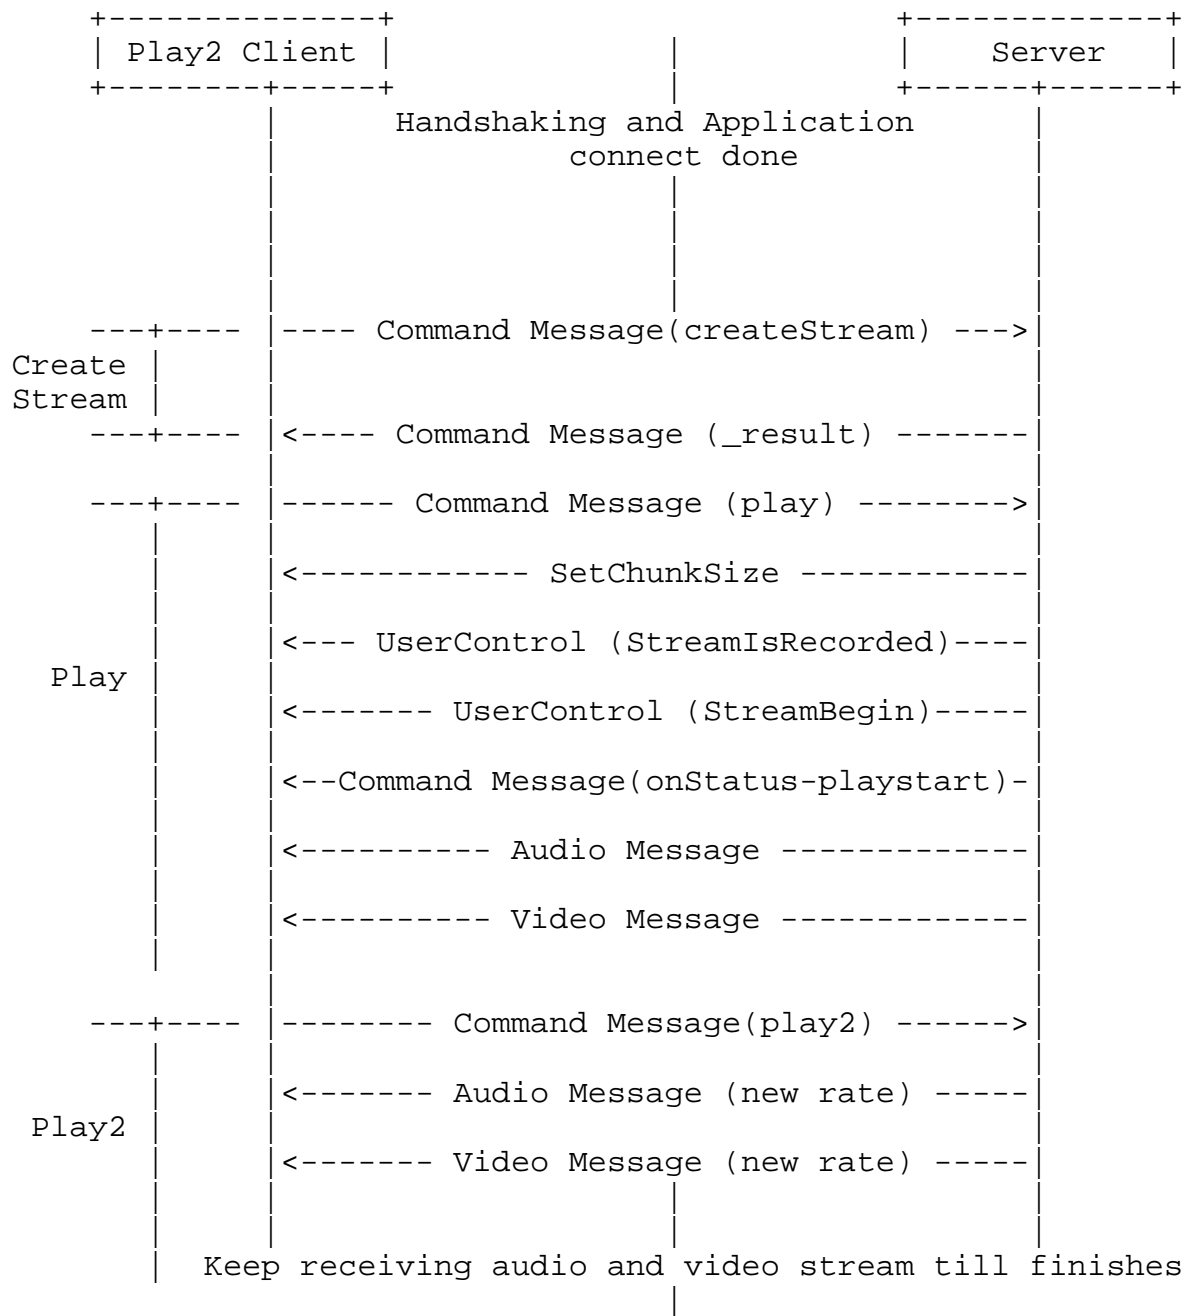 Play2 Client Server
Handshaking and Application
connect done
---- Command Message(createStream) --->
Create
Stream
<---- Command Message (_result) -------
------ Command Message (play) -------->
<------------ SetChunkSize ------------
<--- UserControl (StreamIsRecorded)----
Play
<------- UserControl (StreamBegin)-----
<--Command Message(onStatus-playstart)-
<---------- Audio Message -------------
<---------- Video Message -------------
-------- Command Message(play2) ------>
<------- Audio Message (new rate) -----
Play2
<------- Video Message (new rate) -----
Keep receiving audio and video stream till finishes